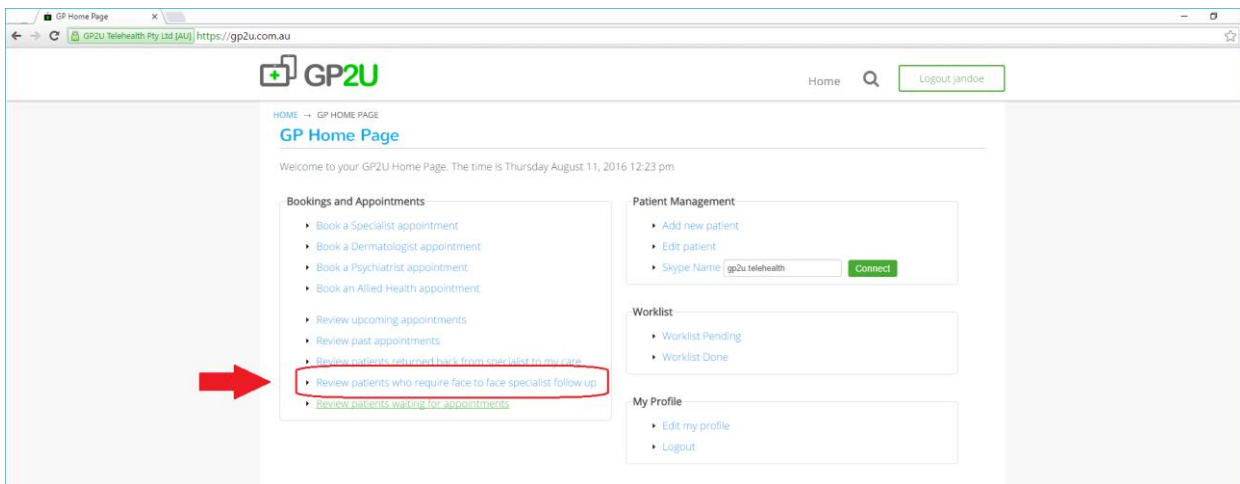 GP Home Page
GP2U Telehealth Pty Ltd [AU] https://gp2u.com.au
GP2U
Home
Logout jandoe
HOME → GP HOME PAGE
GP Home Page
Welcome to your GP2U Home Page. The time is Thursday August 11, 2016 12:23 pm
Bookings and Appointments
Book a Specialist appointment
Book a Dermatologist appointment
Book a Psychiatrist appointment
Book an Allied Health appointment
Review upcoming appointments
Review past appointments
Review patients returned back from specialist to my care
Review patients who require face to face specialist follow up
Review patients waiting for appointments
Patient Management
Add new patient
Edit patient
Skype Name gp2u.telehealth Connect
Worklist
Worklist Pending
Worklist Done
My Profile
Edit my profile
Logout